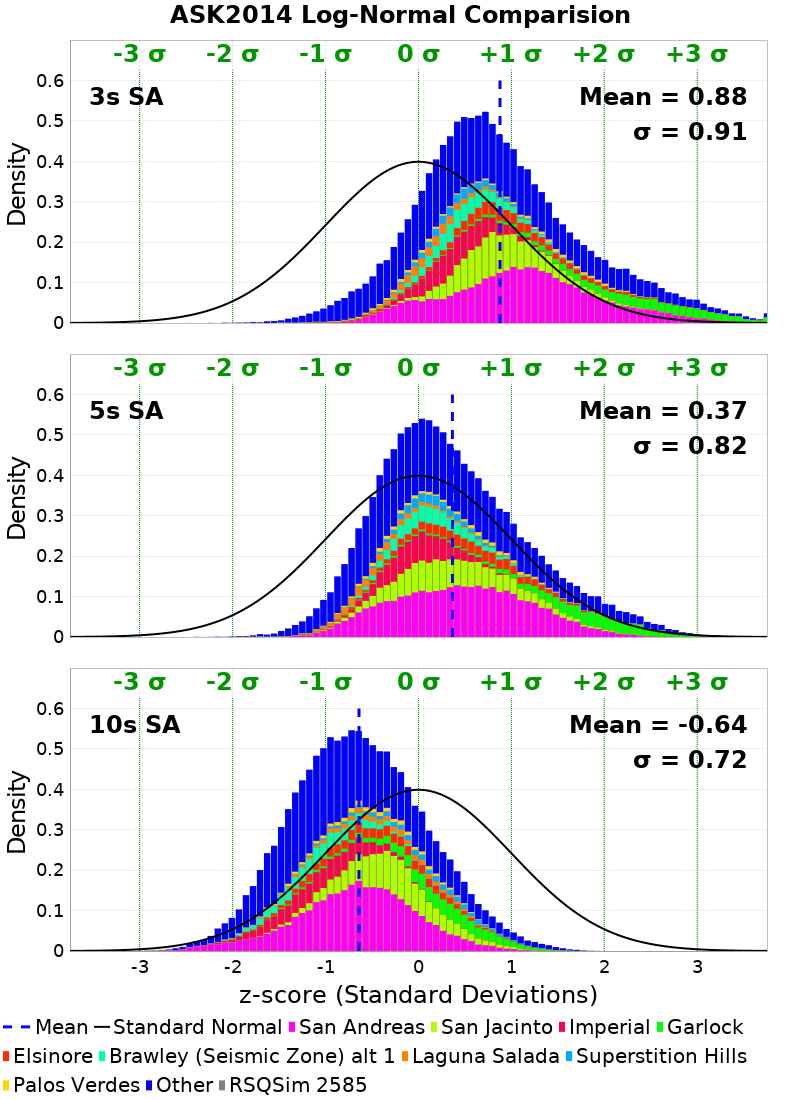 ASK2014 Log-Normal Comparision
-3 σ -2 σ -1 σ 0 σ +1 σ +2 σ +3 σ
0.6
3s SA Mean = 0.88
0.5
σ = 0.91
0.4
0.3
0.2
0.1
0
Density
-3 σ -2 σ -1 σ 0 σ +1 σ +2 σ +3 σ
0.6
5s SA Mean = 0.37
0.5
σ = 0.82
0.4
0.3
0.2
0.1
0
Density
-3 σ -2 σ -1 σ 0 σ +1 σ +2 σ +3 σ
0.6
10s SA Mean = -0.64
0.5
σ = 0.72
0.4
0.3
0.2
0.1
0
Density
-3 -2 -1 0 1 2 3
z-score (Standard Deviations)
Mean Standard Normal San Andreas San Jacinto Imperial Garlock
Elsinore Brawley (Seismic Zone) alt 1 Laguna Salada Superstition Hills
Palos Verdes Other RSQSim 2585